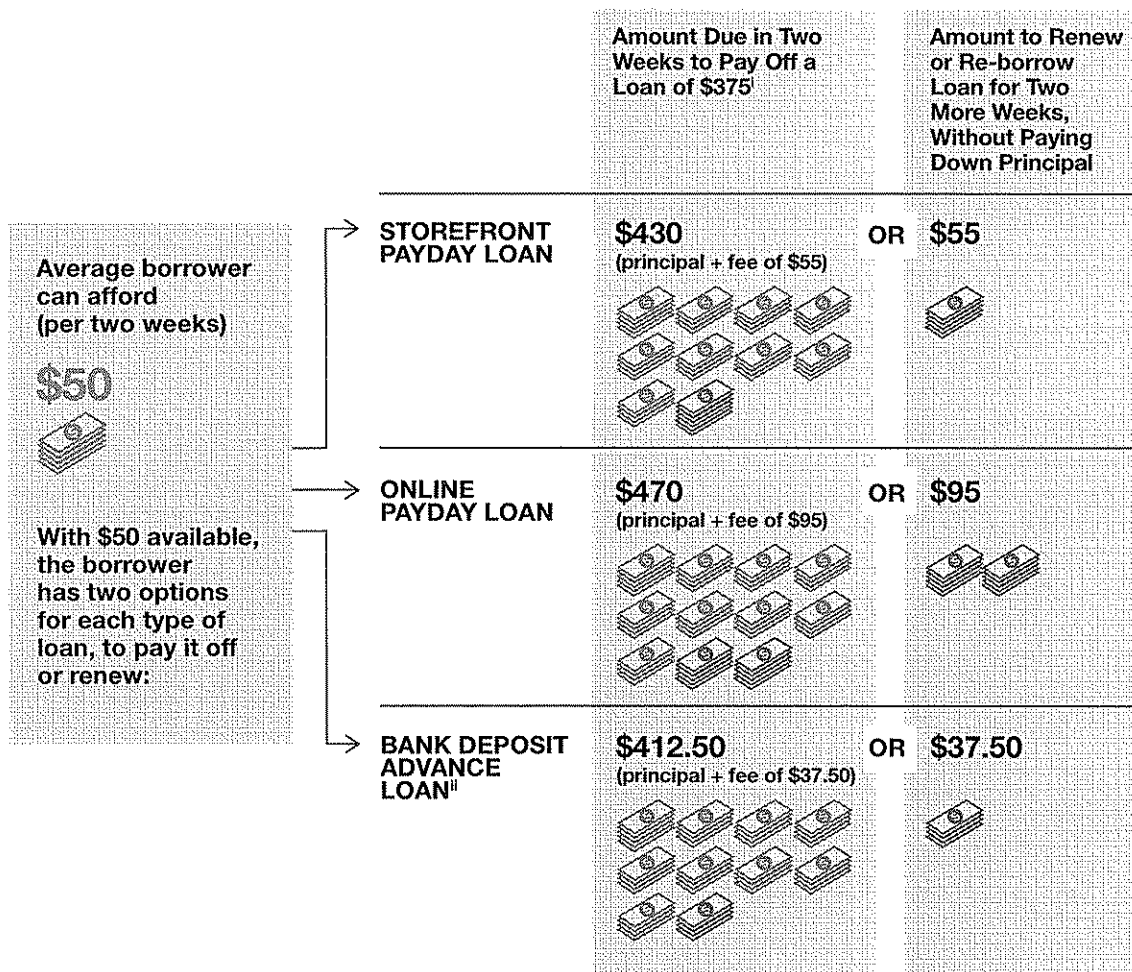 Amount Due in Two
Weeks to Pay Off a
Loan of $375ⁱ
Amount to Renew
or Re-borrow
Loan for Two
More Weeks,
Without Paying
Down Principal
Average borrower
can afford
(per two weeks)
$50
With $50 available,
the borrower
has two options
for each type of
loan, to pay it off
or renew:
STOREFRONT
PAYDAY LOAN
$430
(principal + fee of $55)
OR $55
ONLINE
PAYDAY LOAN
$470
(principal + fee of $95)
OR $95
BANK DEPOSIT
ADVANCE
LOANⁱⁱ
$412.50
(principal + fee of $37.50)
OR $37.50